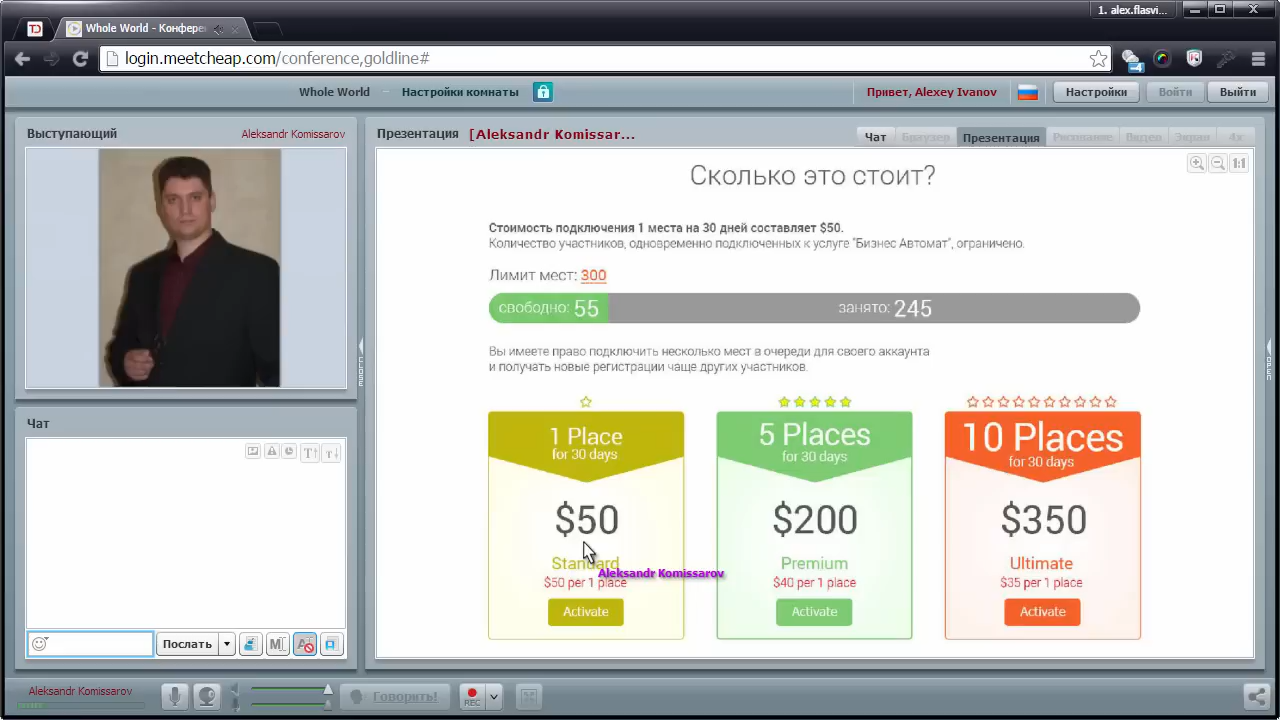 1. alex.flasvi...
Whole World - Конфере
login.meetcheap.com/conference,goldline#
Whole World
Настройки комнаты
Привет, Alexey Ivanov
Настройки
Войти
Выйти
Выступающий
Aleksandr Komissarov
Презентация
[Aleksandr Komissar...
Чат
Браузер
Презентация
Рисование
Видео
Экран
4x
1:1
Сколько это стоит?
Стоимость подключения 1 места на 30 дней составляет $50.
Количество участников, одновременно подключенных к услуге "Бизнес Автомат", ограничено.
Лимит мест: 300
свободно: 55
занято: 245
Вы имеете право подключить несколько мест в очереди для своего аккаунта
и получать новые регистрации чаще других участников.
1 Place
for 30 days
$50
Standard
$50 per 1 place
Activate
5 Places
for 30 days
$200
Premium
$40 per 1 place
Activate
10 Places
for 30 days
$350
Ultimate
$35 per 1 place
Activate
Aleksandr Komissarov
Чат
Послать
Aleksandr Komissarov
Говорить!
REC